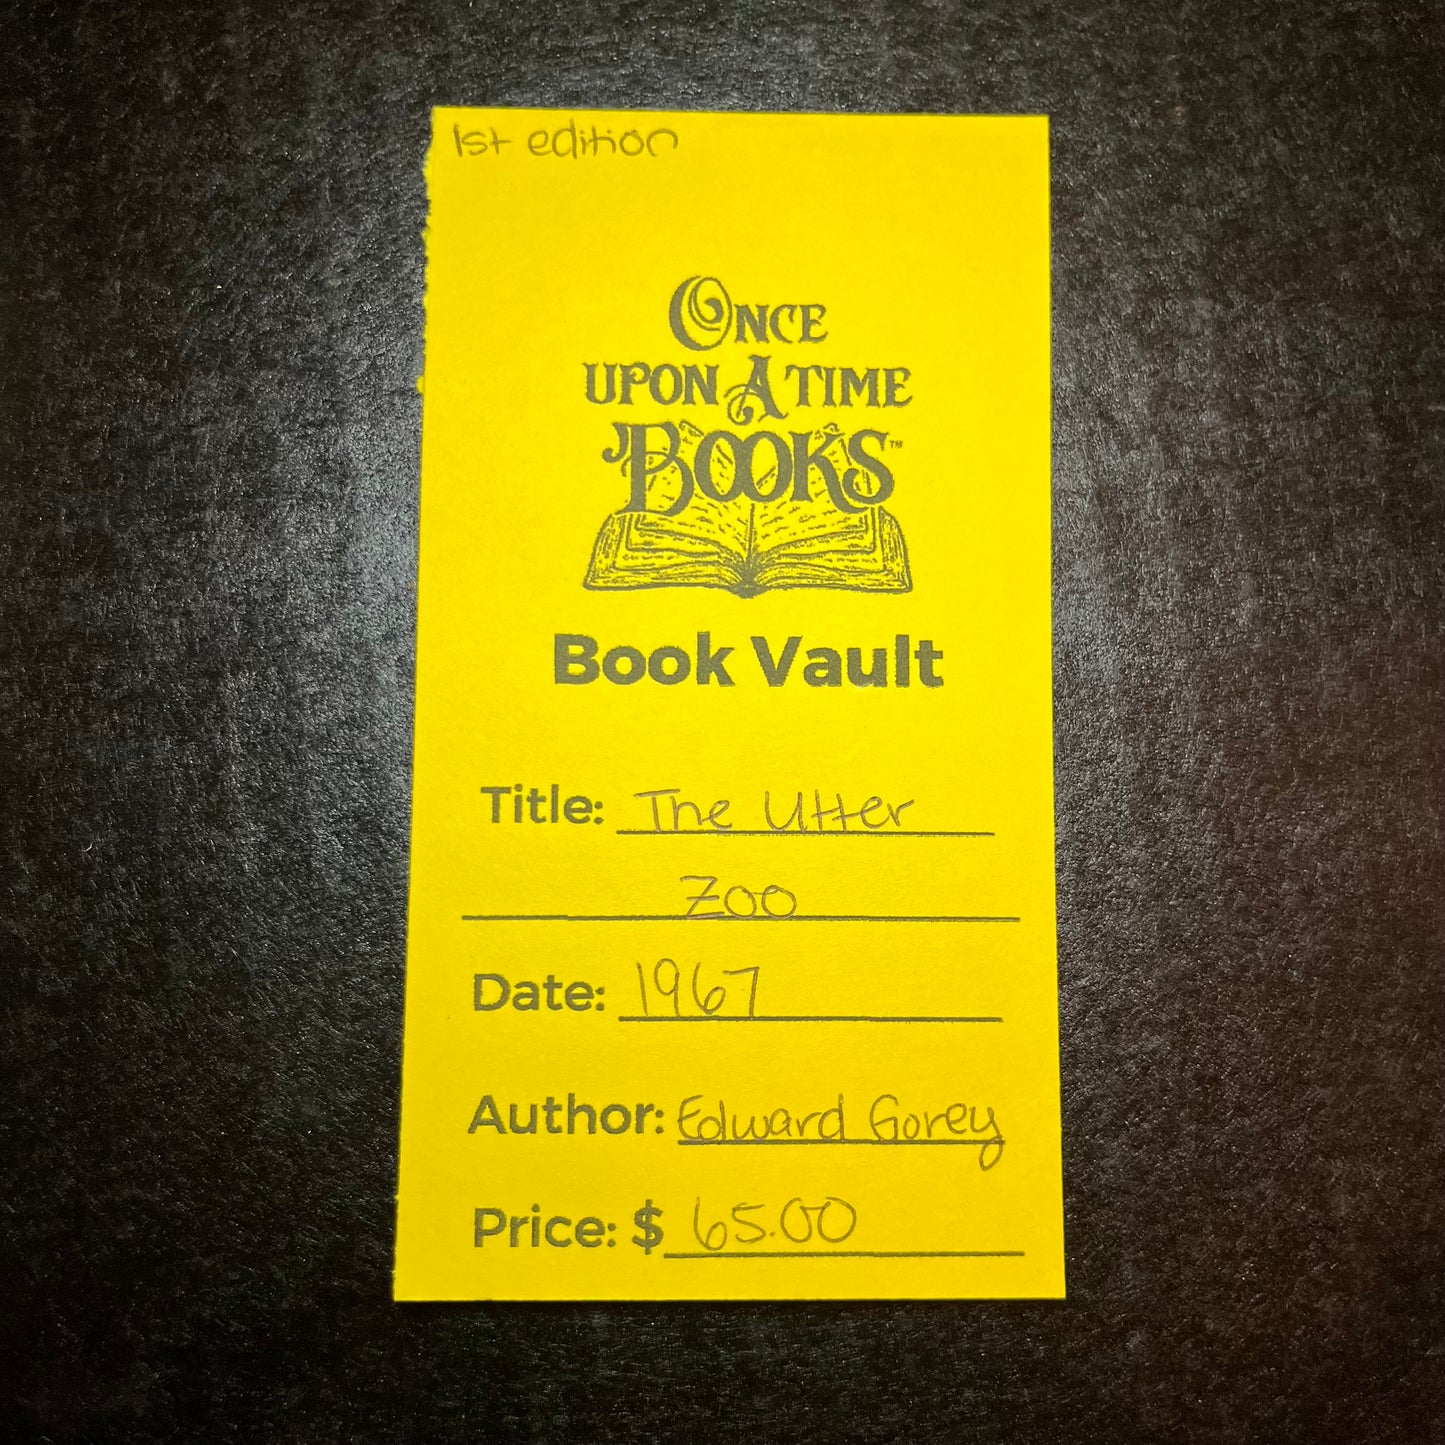 1st edition
ONCE
UPON A TIME
BOOKS™
Book Vault
Title: The Utter
Zoo
Date: 1967
Author: Edward Gorey
Price: $ 65.00